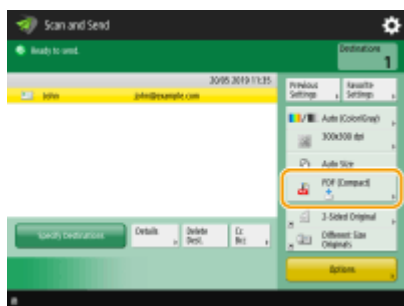 Scan and Send
Ready to send.
Destinations
1
30/05 2019 11:35
John
john@example.com
Previous
Settings
Favorite
Settings
Auto (Color/Gray)
300x300 dpi
Auto Size
PDF (Compact)
2-Sided Original
Different Size
Originals
Specify Destinations
Details
Delete
Dest.
Cc
Bcc
Options